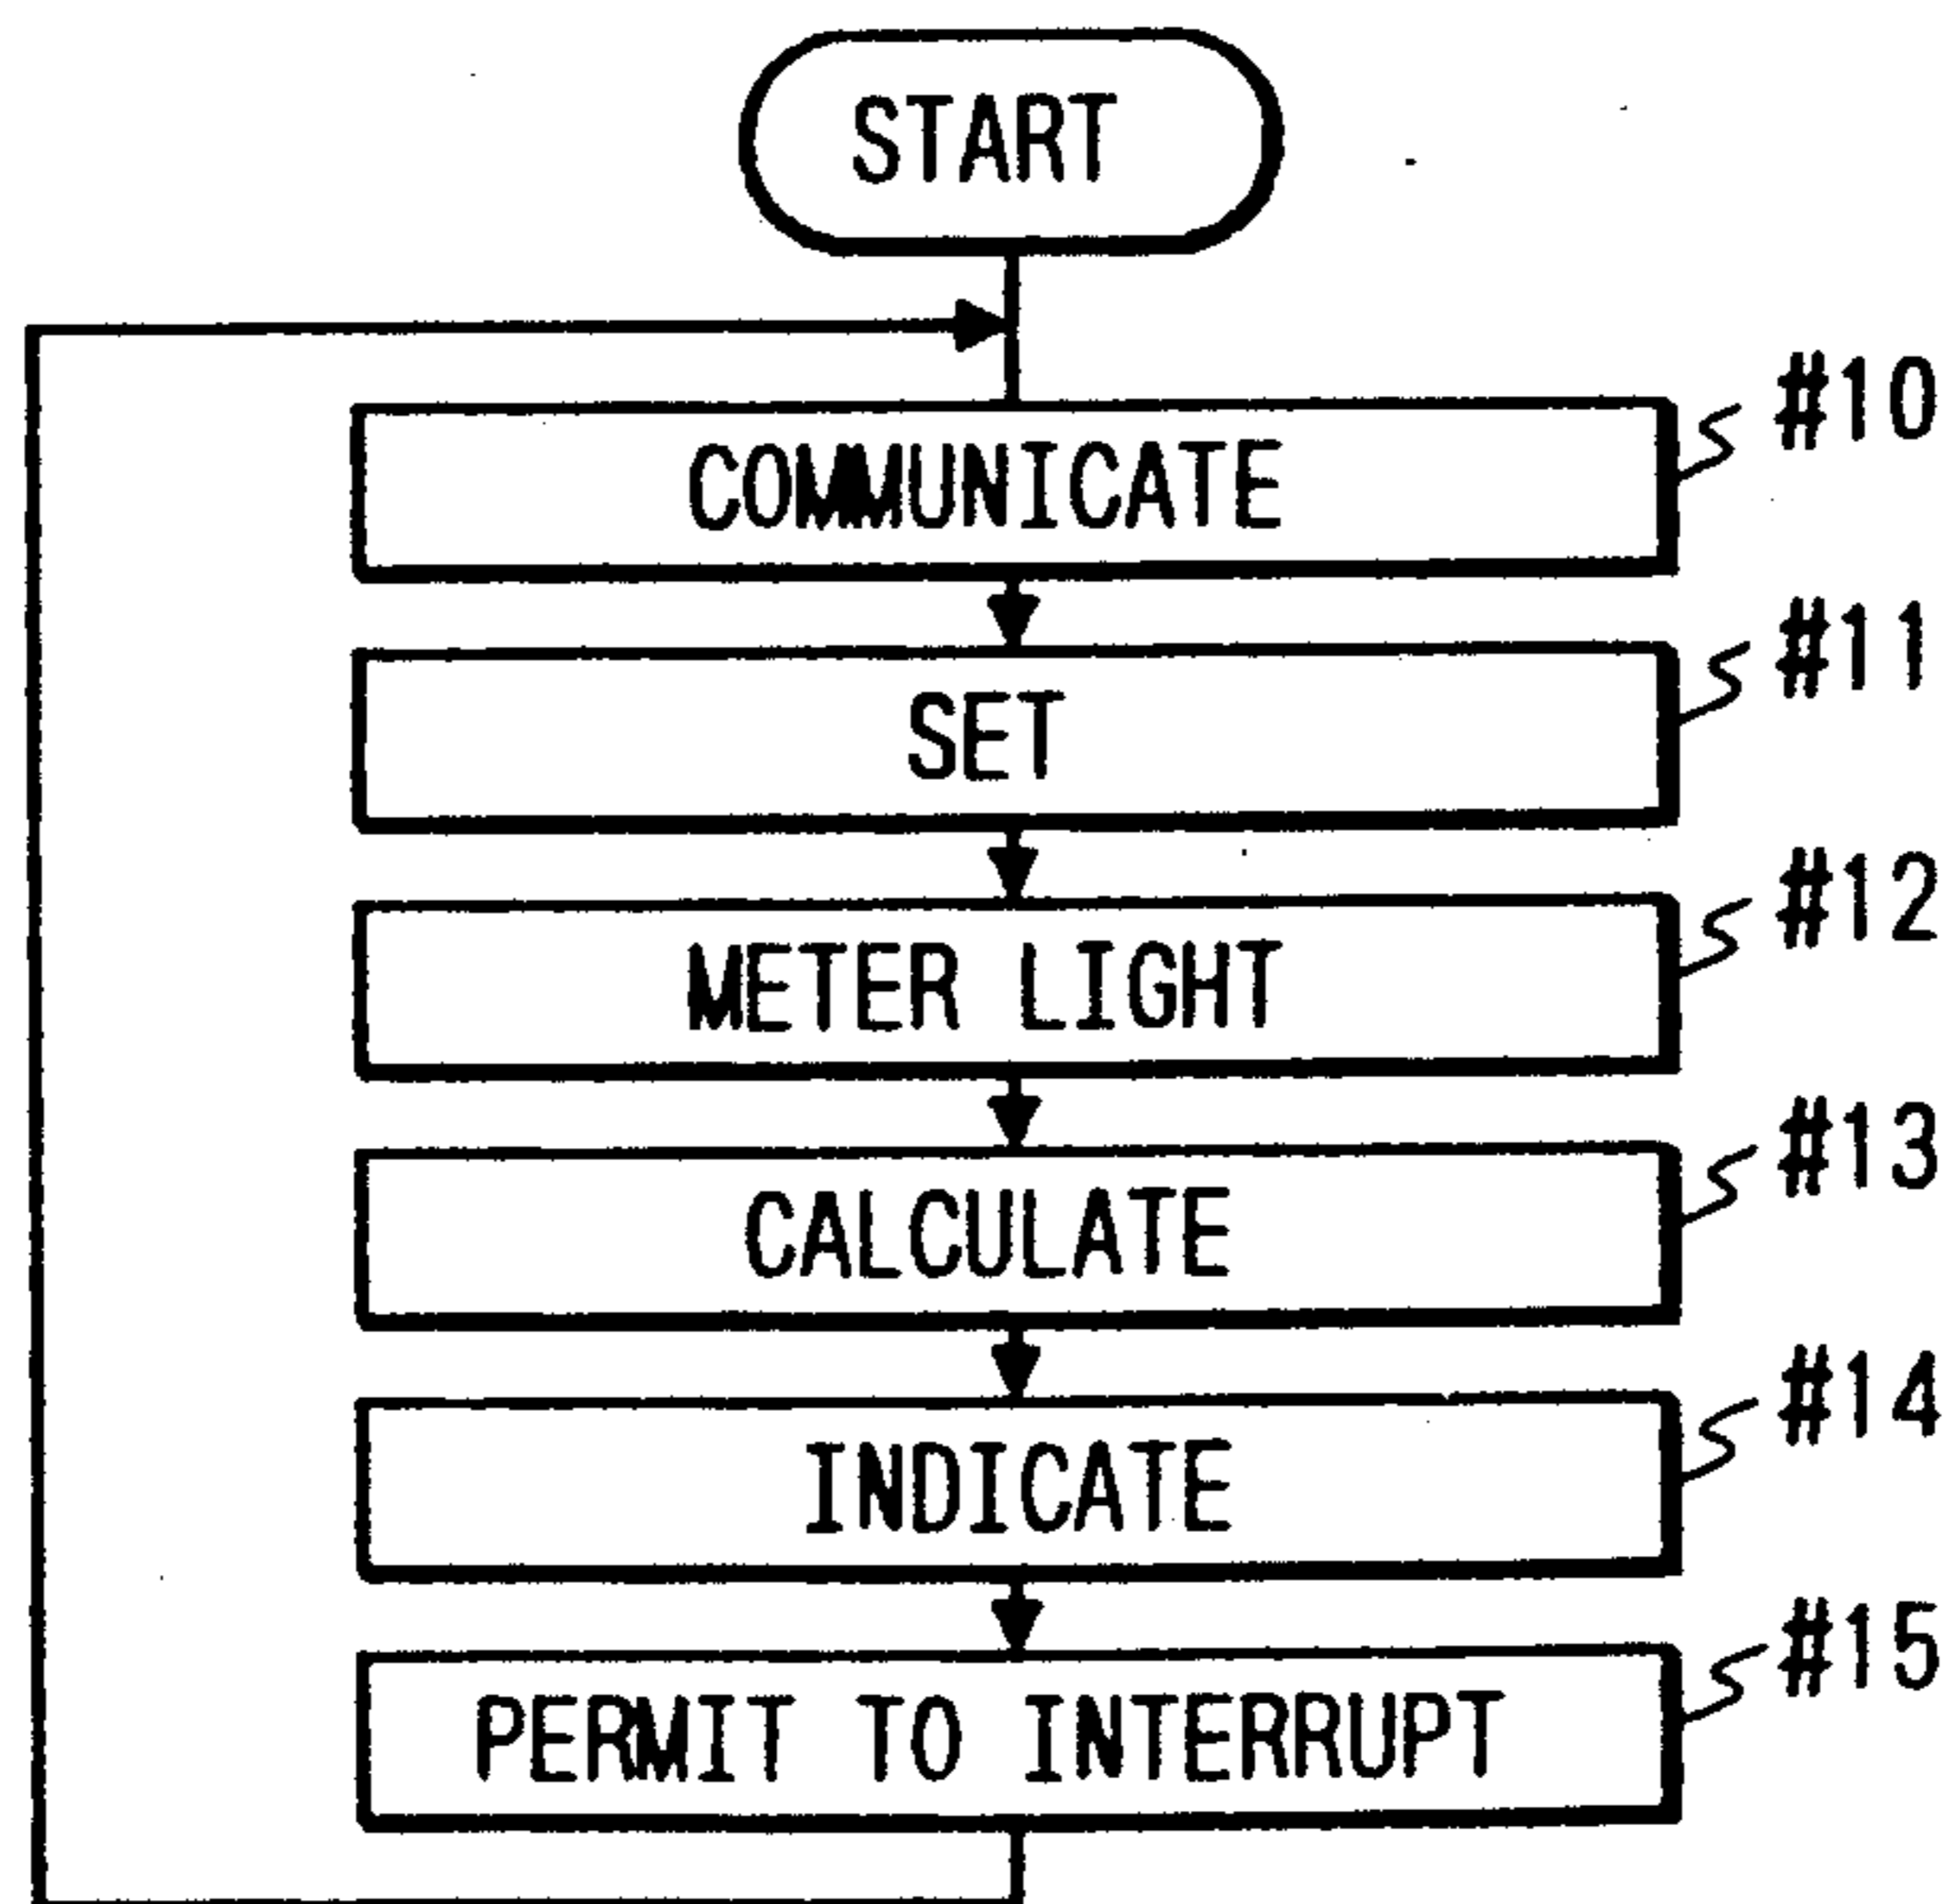 START
#10
COMMUNICATE
#11
SET
#12
METER LIGHT
#13
CALCULATE
#14
INDICATE
#15
PERMIT TO INTERRUPT